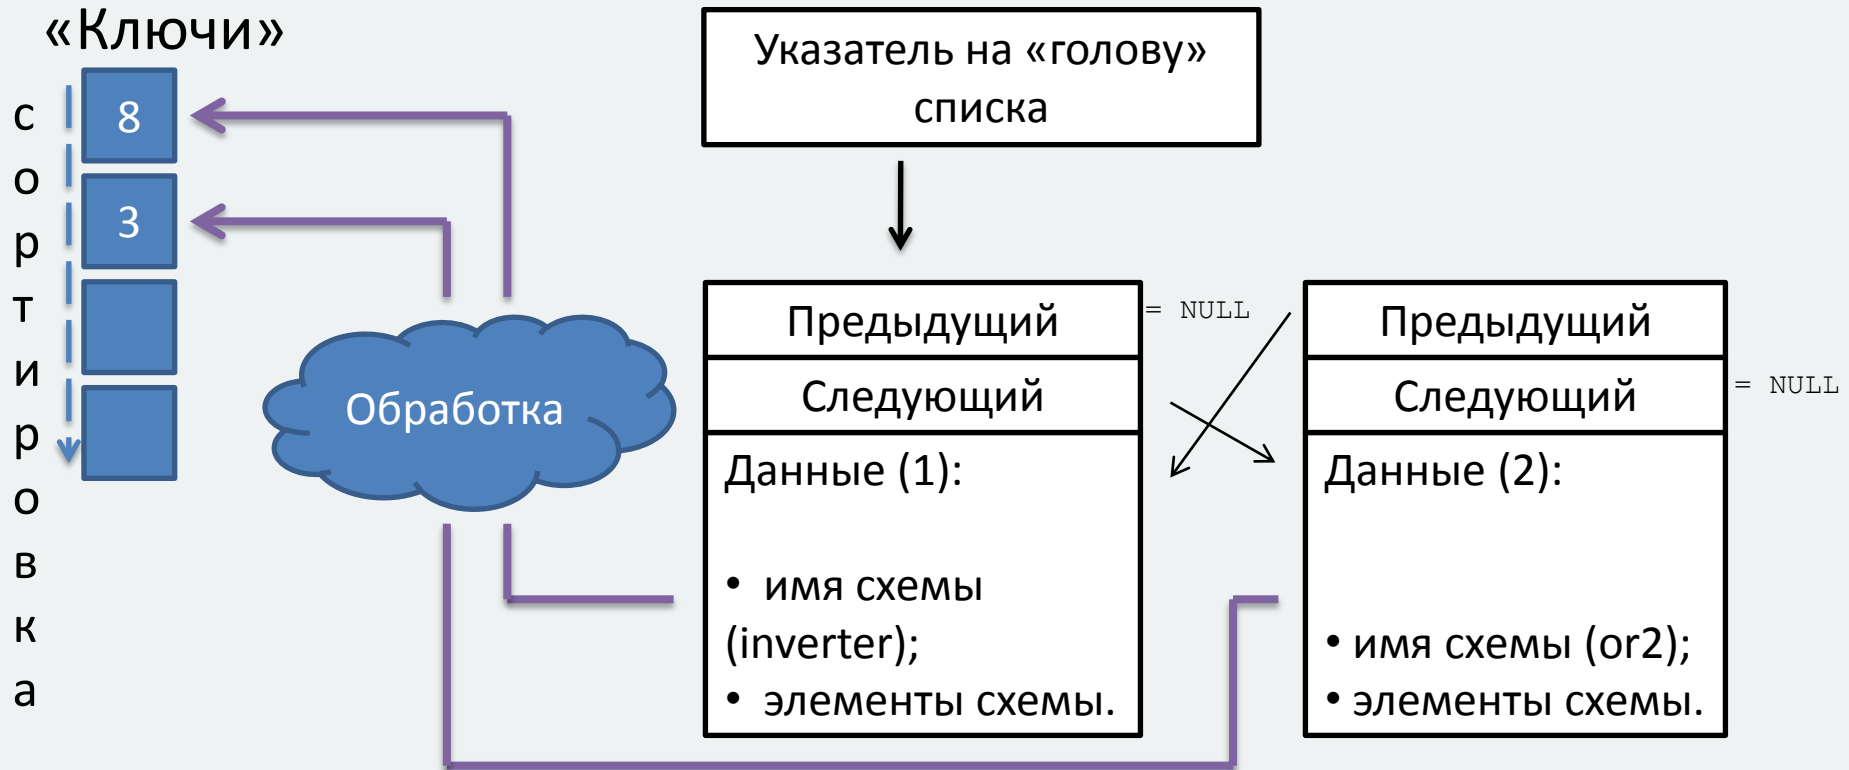 «Ключи»
сортировка
8
3
Обработка
Указатель на «голову»
списка
Предыдущий
= NULL
Следующий
Данные (1):
• имя схемы
(inverter);
• элементы схемы.
Предыдущий
Следующий
= NULL
Данные (2):
• имя схемы (or2);
• элементы схемы.